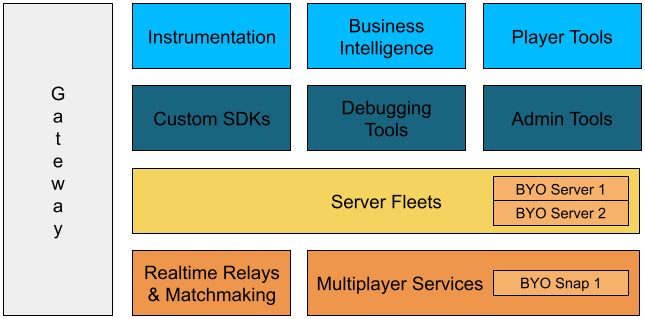 Gateway
Instrumentation
Business
Intelligence
Player Tools
Custom SDKs
Debugging
Tools
Admin Tools
Server Fleets
BYO Server 1
BYO Server 2
Realtime Relays
& Matchmaking
Multiplayer Services
BYO Snap 1